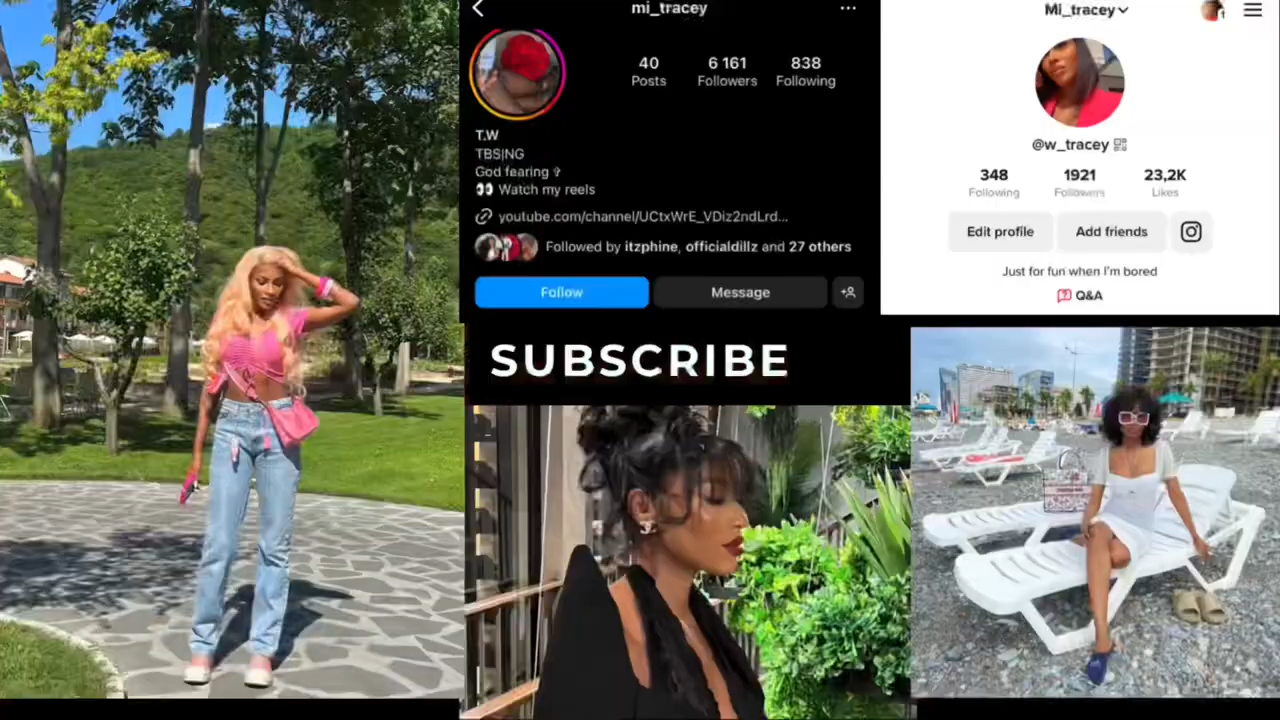 mi_tracey
40
6 161
838
Posts
Followers
Following
T.W
TBS|NG
God fearing ✞
👀 Watch my reels
youtube.com/channel/UCtxWrE_VDiz2ndLrd...
Followed by itzphine, officialdillz and 27 others
Follow
Message
Mi_tracey
@w_tracey
348
1921
23,2K
Following
Followers
Likes
Edit profile
Add friends
Just for fun when I'm bored
Q&A
SUBSCRIBE